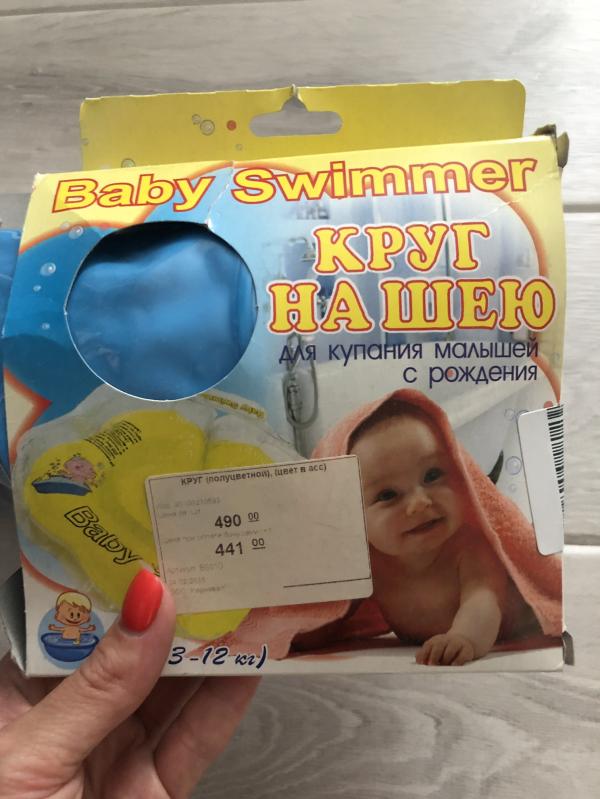 Baby Swimmer
КРУГ
НА ШЕЮ
для купания малышей
с рождения
КРУГ (полуцветной), (цвет в асс)
490 00
441 00
Baby
3-12 кг)